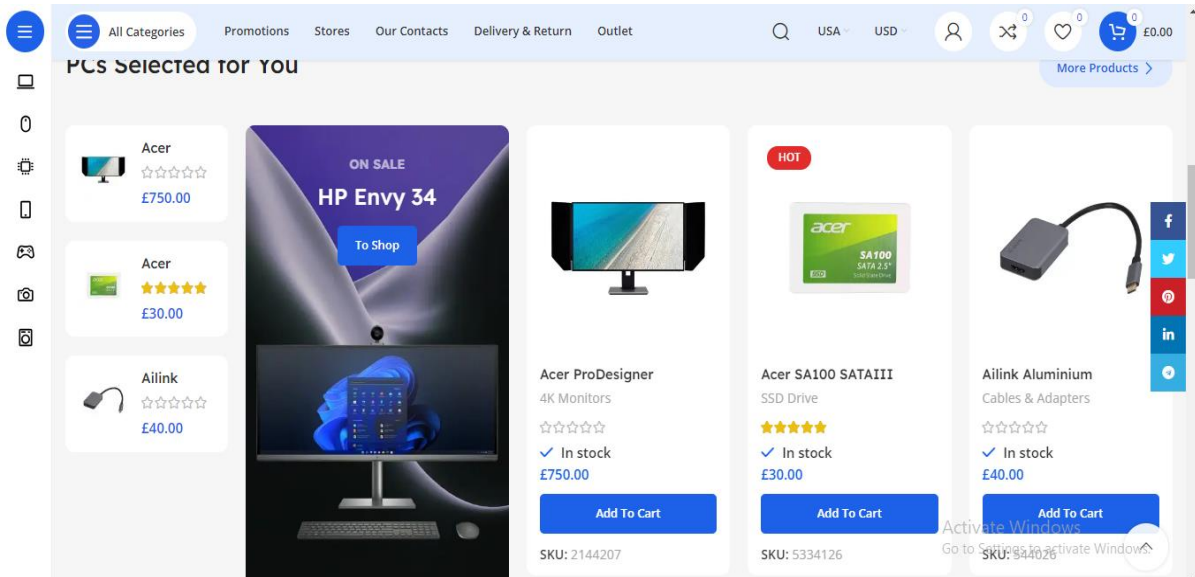 All Categories
Promotions
Stores
Our Contacts
Delivery & Return
Outlet
USA
USD
0
0
0
£0.00
PCs Selected for You
More Products
Acer
£750.00
Acer
£30.00
Ailink
£40.00
ON SALE
HP Envy 34
To Shop
Acer ProDesigner
4K Monitors
In stock
£750.00
Add To Cart
SKU: 2144207
HOT
acer
SA100
SATA 2.5"
SSD
Acer SA100 SATAIII
SSD Drive
In stock
£30.00
Add To Cart
SKU: 5334126
Ailink Aluminium
Cables & Adapters
In stock
£40.00
Add To Cart
SKU: 544026
Activate Windows
Go to Settings to activate Windows.